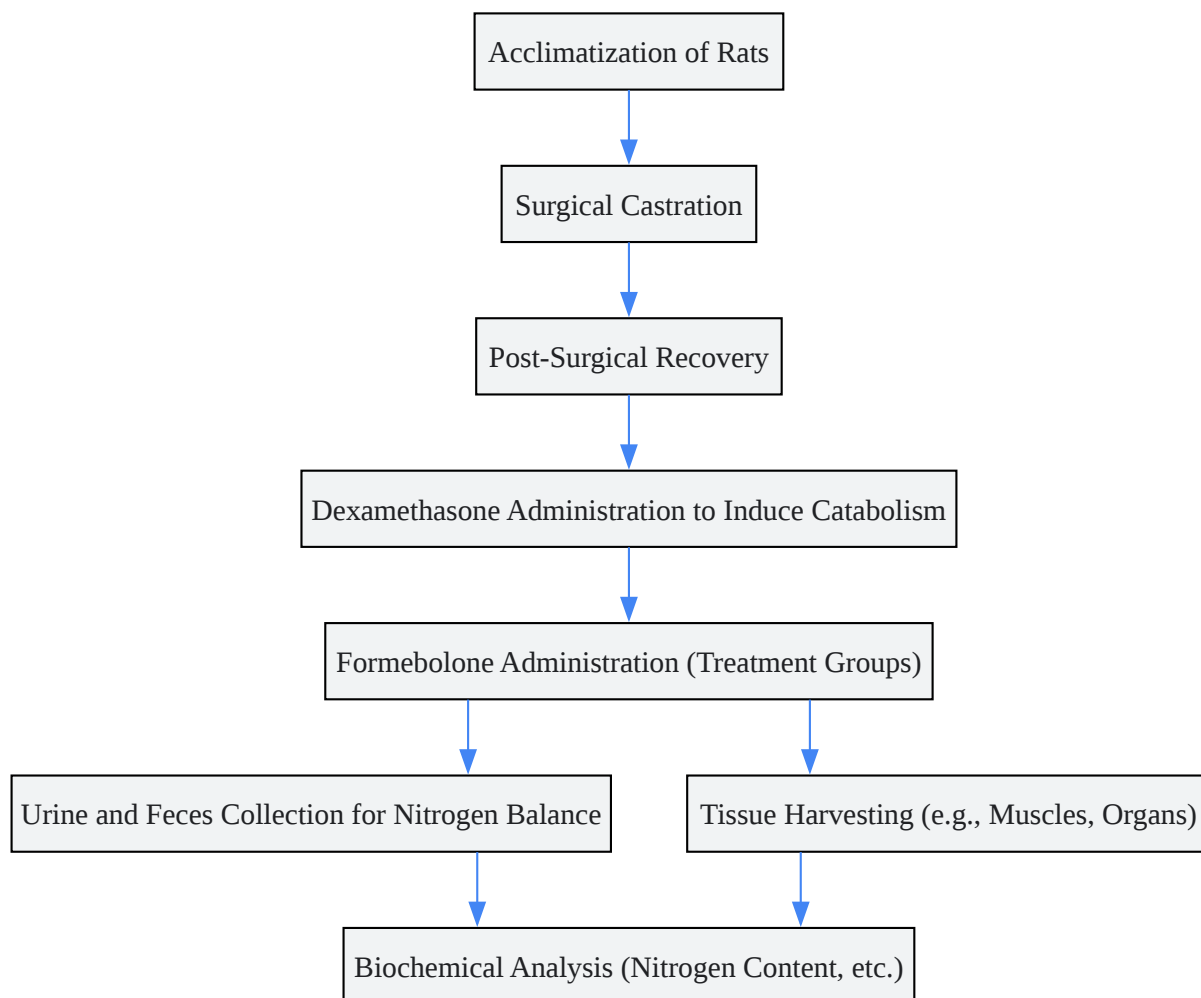 Acclimatization of Rats
Surgical Castration
Post-Surgical Recovery
Dexamethasone Administration to Induce Catabolism
Formebolone Administration (Treatment Groups)
Urine and Feces Collection for Nitrogen Balance
Tissue Harvesting (e.g., Muscles, Organs)
Biochemical Analysis (Nitrogen Content, etc.)